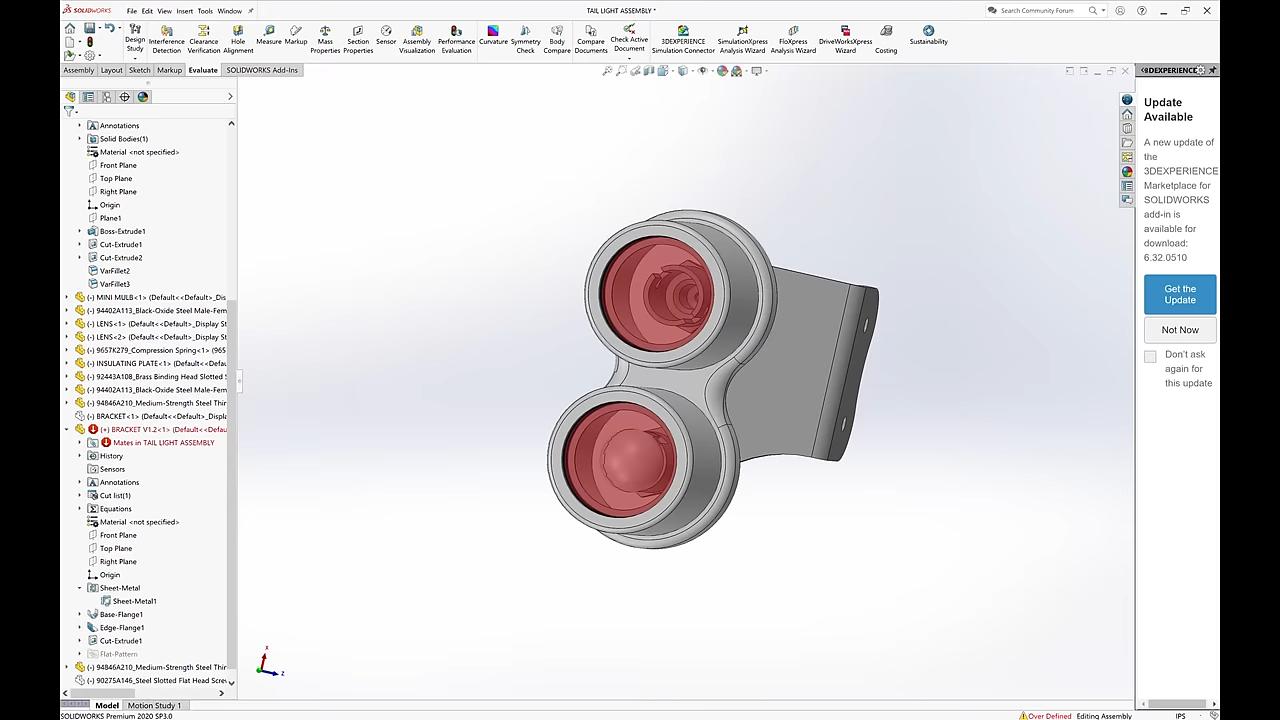 SOLIDWORKS File Edit View Insert Tools Window TAIL LIGHT ASSEMBLY * Search Community Forum
Design Study
Interference Detection
Clearance Verification
Hole Alignment
Measure
Markup
Mass Properties
Section Properties
Sensor
Assembly Visualization
Performance Evaluation
Curvature
Symmetry Check
Body Compare
Compare Documents
Check Active Document
3DEXPERIENCE Simulation Connector
SimulationXpress Analysis Wizard
FloXpress Analysis Wizard
DriveWorksXpress Wizard
Costing
Sustainability
Assembly Layout Sketch Markup Evaluate SOLIDWORKS Add-Ins
3DEXPERIENCE
Annotations
Solid Bodies(1)
Material <not specified>
Front Plane
Top Plane
Right Plane
Origin
Plane1
Boss-Extrude1
Cut-Extrude1
Cut-Extrude2
VarFillet2
VarFillet3
(-) MINI MULB<1> (Default<<Default>_Dis
(-) 94402A113_Black-Oxide Steel Male-Fem
(-) LENS<1> (Default<<Default>_Display St
(-) LENS<2> (Default<<Default>_Display St
(-) 9657K279_Compression Spring<1> (965
(-) INSULATING PLATE<1> (Default<<Defau
(-) 92443A108_Brass Binding Head Slotted S
(-) 94402A113_Black-Oxide Steel Male-Fem
(-) 94846A210_Medium-Strength Steel Thi
(-) BRACKET<1> (Default<<Default>_Displa
(+) BRACKET V1.2<1> (Default<<Def
Mates in TAIL LIGHT ASSEMBLY
History
Sensors
Annotations
Cut list(1)
Equations
Material <not specified>
Front Plane
Top Plane
Right Plane
Origin
Sheet-Metal
Sheet-Metal1
Base-Flange1
Edge-Flange1
Cut-Extrude1
Flat-Pattern
(-) 94846A210_Medium-Strength Steel Thi
(-) 90275A146_Steel Slotted Flat Head Scre
Update
Available
A new update of
the
3DEXPERIENCE
Marketplace for
SOLIDWORKS
add-in is
available for
download:
6.32.0510
Get the
Update
Not Now
Don't ask
again for
this update
x
z
Model Motion Study 1
SOLIDWORKS Premium 2020 SP3.0 Over Defined Editing Assembly IPS